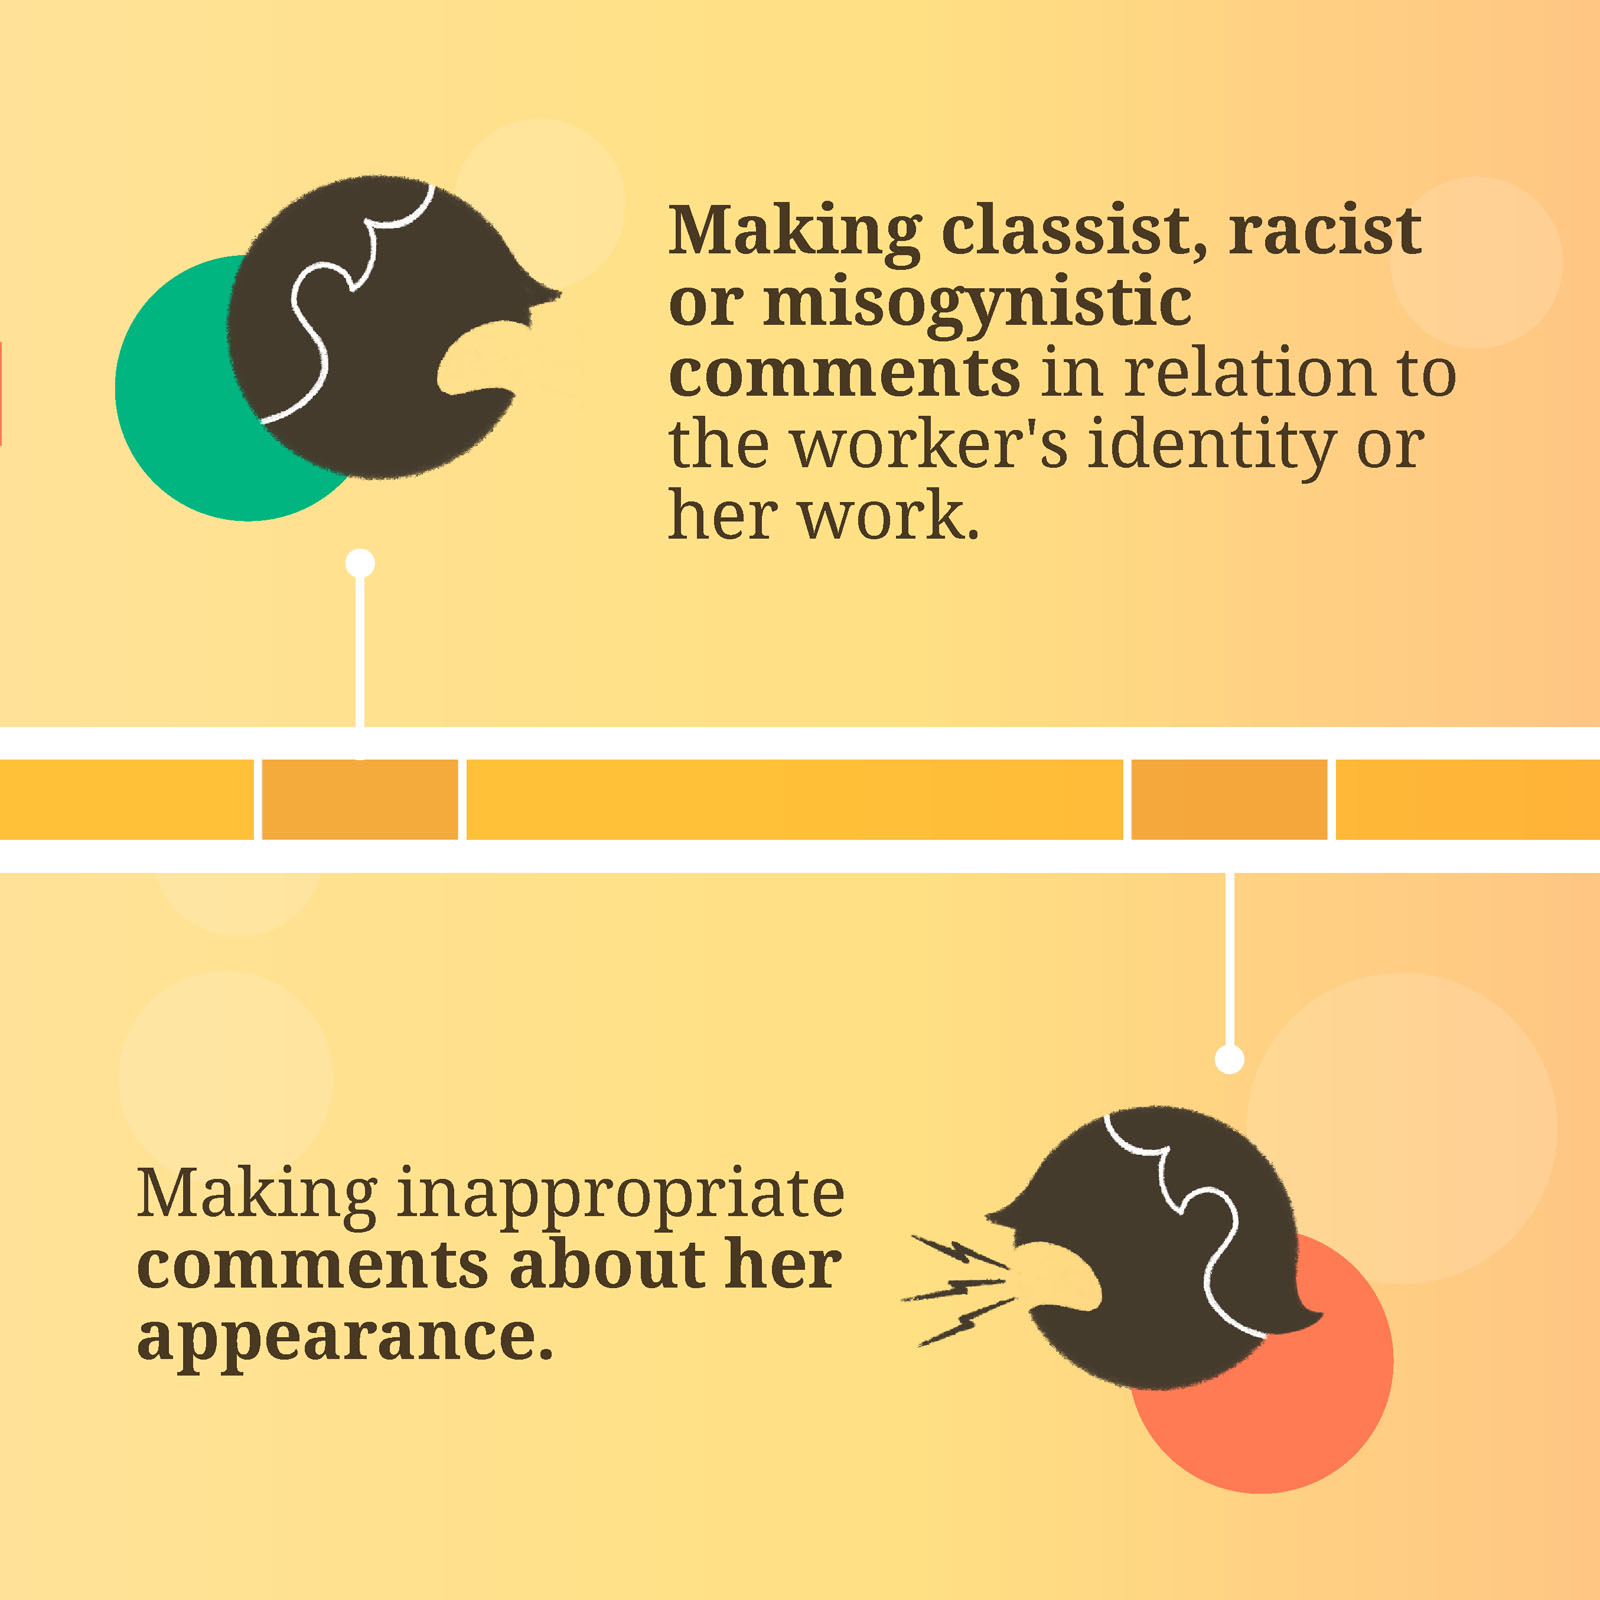 Making classist, racist
or misogynistic
comments in relation to
the worker's identity or
her work.
Making inappropriate
comments about her
appearance.